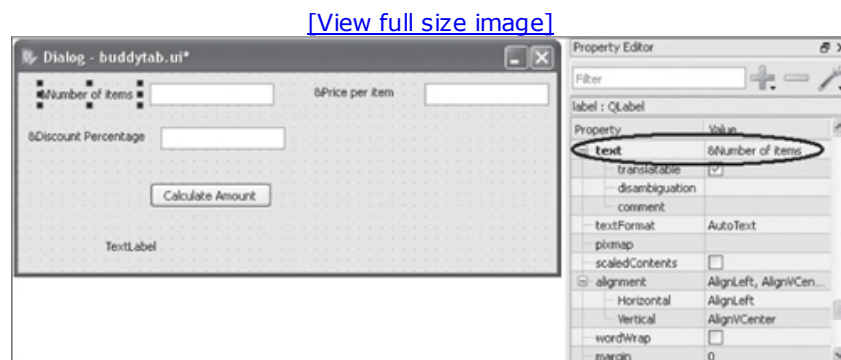 [View full size image]
Dialog - buddytab.ui*
&Number of items
&Price per item
&Discount Percentage
Calculate Amount
TextLabel
Property Editor
Filter
label : QLabel
Property Value
text &Number of items
translatable
disambiguation
comment
textFormat AutoText
pixmap
scaledContents
alignment AlignLeft, AlignVCen...
Horizontal AlignLeft
Vertical AlignVCenter
wordWrap
margin 0